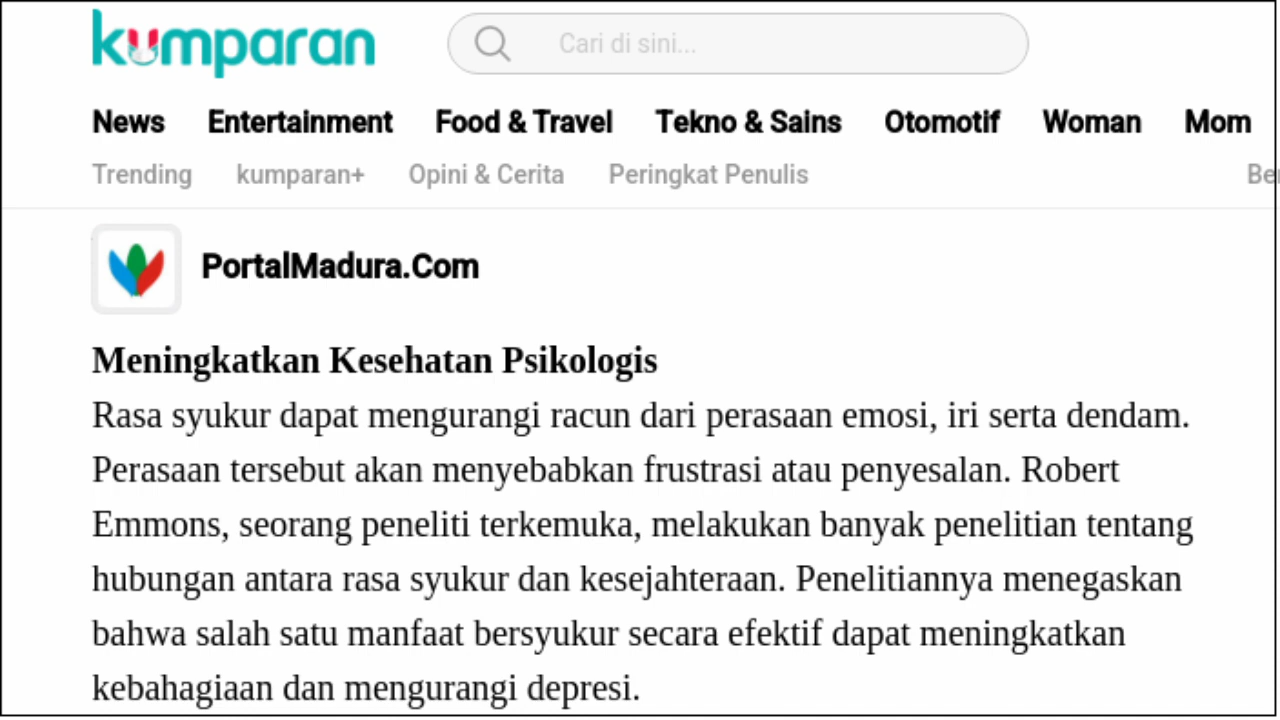 kumparan
Cari di sini...
News Entertainment Food & Travel Tekno & Sains Otomotif Woman Mom
Trending kumparan+ Opini & Cerita Peringkat Penulis
PortalMadura.Com
Meningkatkan Kesehatan Psikologis
Rasa syukur dapat mengurangi racun dari perasaan emosi, iri serta dendam.
Perasaan tersebut akan menyebabkan frustrasi atau penyesalan. Robert
Emmons, seorang peneliti terkemuka, melakukan banyak penelitian tentang
hubungan antara rasa syukur dan kesejahteraan. Penelitiannya menegaskan
bahwa salah satu manfaat bersyukur secara efektif dapat meningkatkan
kebahagiaan dan mengurangi depresi.